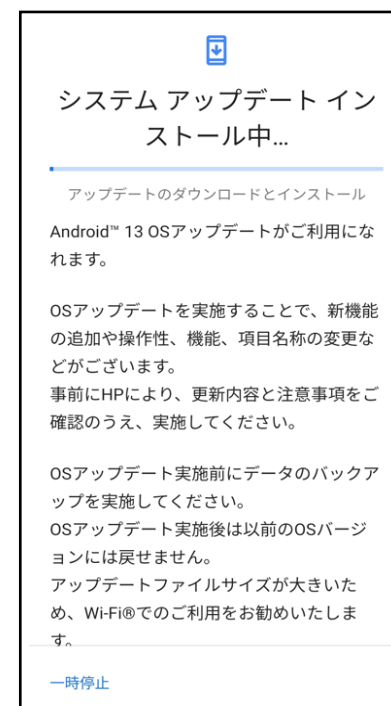 システム アップデート イン
ストール中...
アップデートのダウンロードとインストール
Android™ 13 OSアップデートがご利用にな
れます。
OSアップデートを実施することで、新機能
の追加や操作性、機能、項目名称の変更な
どがございます。
事前にHPにより、更新内容と注意事項をご
確認のうえ、実施してください。
OSアップデート実施前にデータのバックア
ップを実施してください。
OSアップデート実施後は以前のOSバージ
ョンには戻せません。
アップデートファイルサイズが大きいた
め、Wi-Fi®でのご利用をお勧めいたしま
す。
一時停止